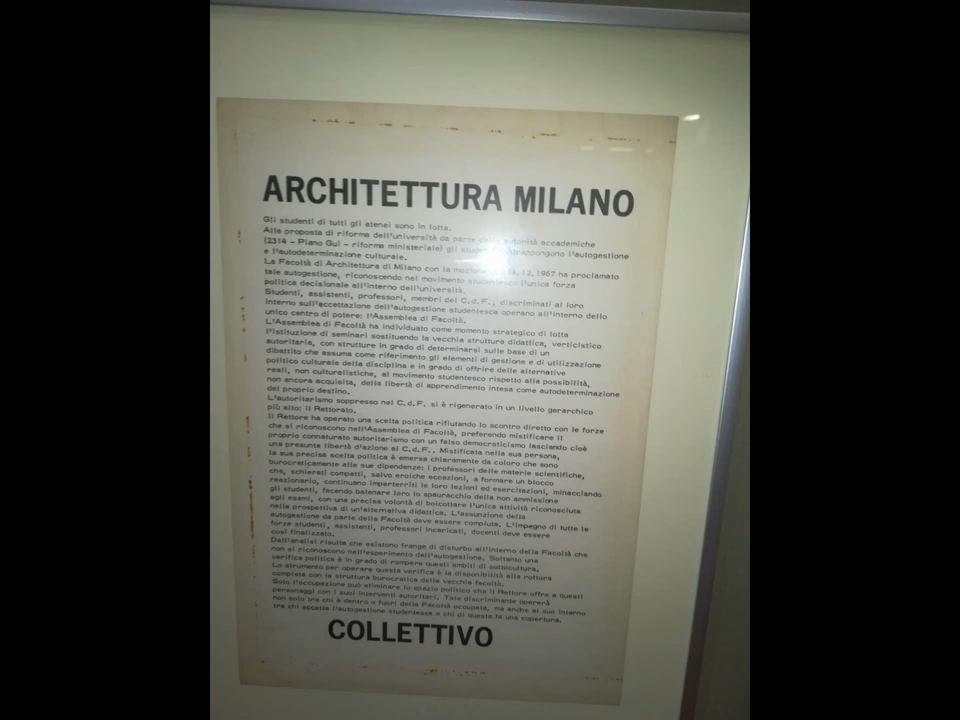 ARCHITETTURA MILANO
Gli studenti di tutti gli atenei sono in lotta.
Alla proposta di riforma dell'università da parte delle autorità accademiche
(2314 - Piano Gui - riforma ministeriale) gli studenti contrappongono l'autogestione
e l'autodeterminazione culturale.
La Facoltà di Architettura di Milano con la mozione 12. 1967 ha proclamato
tale autogestione, riconoscendo nel movimento studentesco l'unica forza
politica decisionale all'interno dell'università.
Studenti, assistenti, professori, membri del C.d.F., discriminati al loro
interno sull'accettazione dell'autogestione studentesca operano all'interno dello
unico centro di potere: l'Assemblea di Facoltà.
L'Assemblea di Facoltà ha individuato come momento strategico di lotta
l'istituzione di seminari sostituendo la vecchia struttura didattica, verticistico
autoritaria, con strutture in grado di determinarsi sulle base di un
dibattito che assuma come riferimento gli elementi di gestione e di utilizzazione
politico culturale della disciplina e in grado di offrire delle alternative
reali, non culturalistiche, al movimento studentesco rispetto alla possibilità,
non ancora acquisita, della libertà di apprendimento intesa come autodeterminazione
del proprio destino.
L'autoritarismo soppresso nel C.d.F. si è rigenerato in un livello gerarchico
più alto: il Rettorato.
Il Rettore ha operato una scelta politica rifiutando lo scontro diretto con le forze
che si riconoscono nell'Assemblea di Facoltà, preferendo mistificare il
proprio connaturato autoritarismo con un falso democraticismo lasciando cioè
una presunta libertà d'azione al C.d.F.. Mistificata nella sua persona,
la sua precisa scelta politica è emersa chiaramente da coloro che sono
burocraticamente alle sue dipendenze: i professori delle materie scientifiche,
che, schierati compatti, salvo eroiche eccezioni, a formare un blocco
reazionario, continuano imperterriti le loro lezioni ed esercitazioni, minacciando
gli studenti, facendo balenare loro lo spauracchio della non ammissione
agli esami, con una precisa volontà di boicottare l'unica attività riconosciuta
nella prospettiva di un'alternativa didattica. L'assunzione della
autogestione da parte della Facoltà deve essere compiuta. L'impegno di tutte le
forze studenti, assistenti, professori incaricati, docenti deve essere
così finalizzato.
Dall'analisi risulta che esistono frange di disturbo all'interno della Facoltà che
non si riconoscono nell'esperimento dell'autogestione. Soltanto una
verifica politica è in grado di rompere questi ambiti di sottocultura.
Lo strumento per operare questa verifica è la disponibilità alla rottura
completa con la struttura burocratica della vecchia facoltà.
Solo l'occupazione può eliminare lo spazio politico che il Rettore offre a questi
personaggi con i suoi interventi autoritari. Tale discriminante opererà
non solo tra chi è dentro o fuori della Facoltà occupata, ma anche al suo interno
tra chi accetta l'autogestione studentesca e chi di questa fa una copertura.
COLLETTIVO